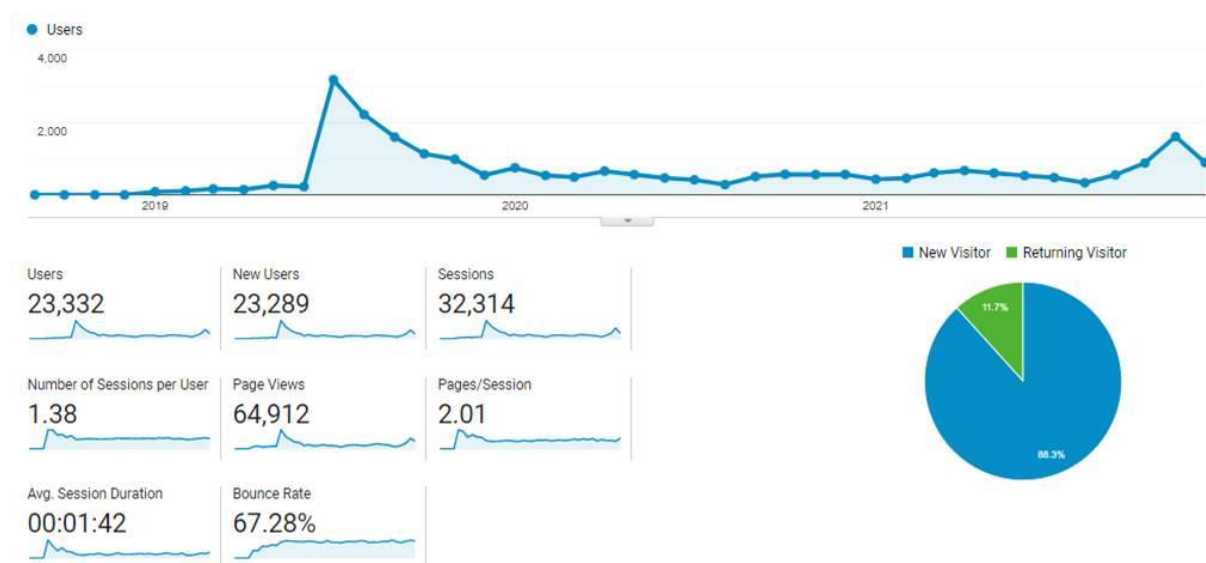 Users
4,000
2,000
2019
2020
2021
New Visitor
Returning Visitor
Users
New Users
Sessions
23,332
23,289
32,314
Number of Sessions per User
Page Views
Pages/Session
1.38
64,912
2.01
Avg. Session Duration
Bounce Rate
00:01:42
67.28%
11.7%
88.3%